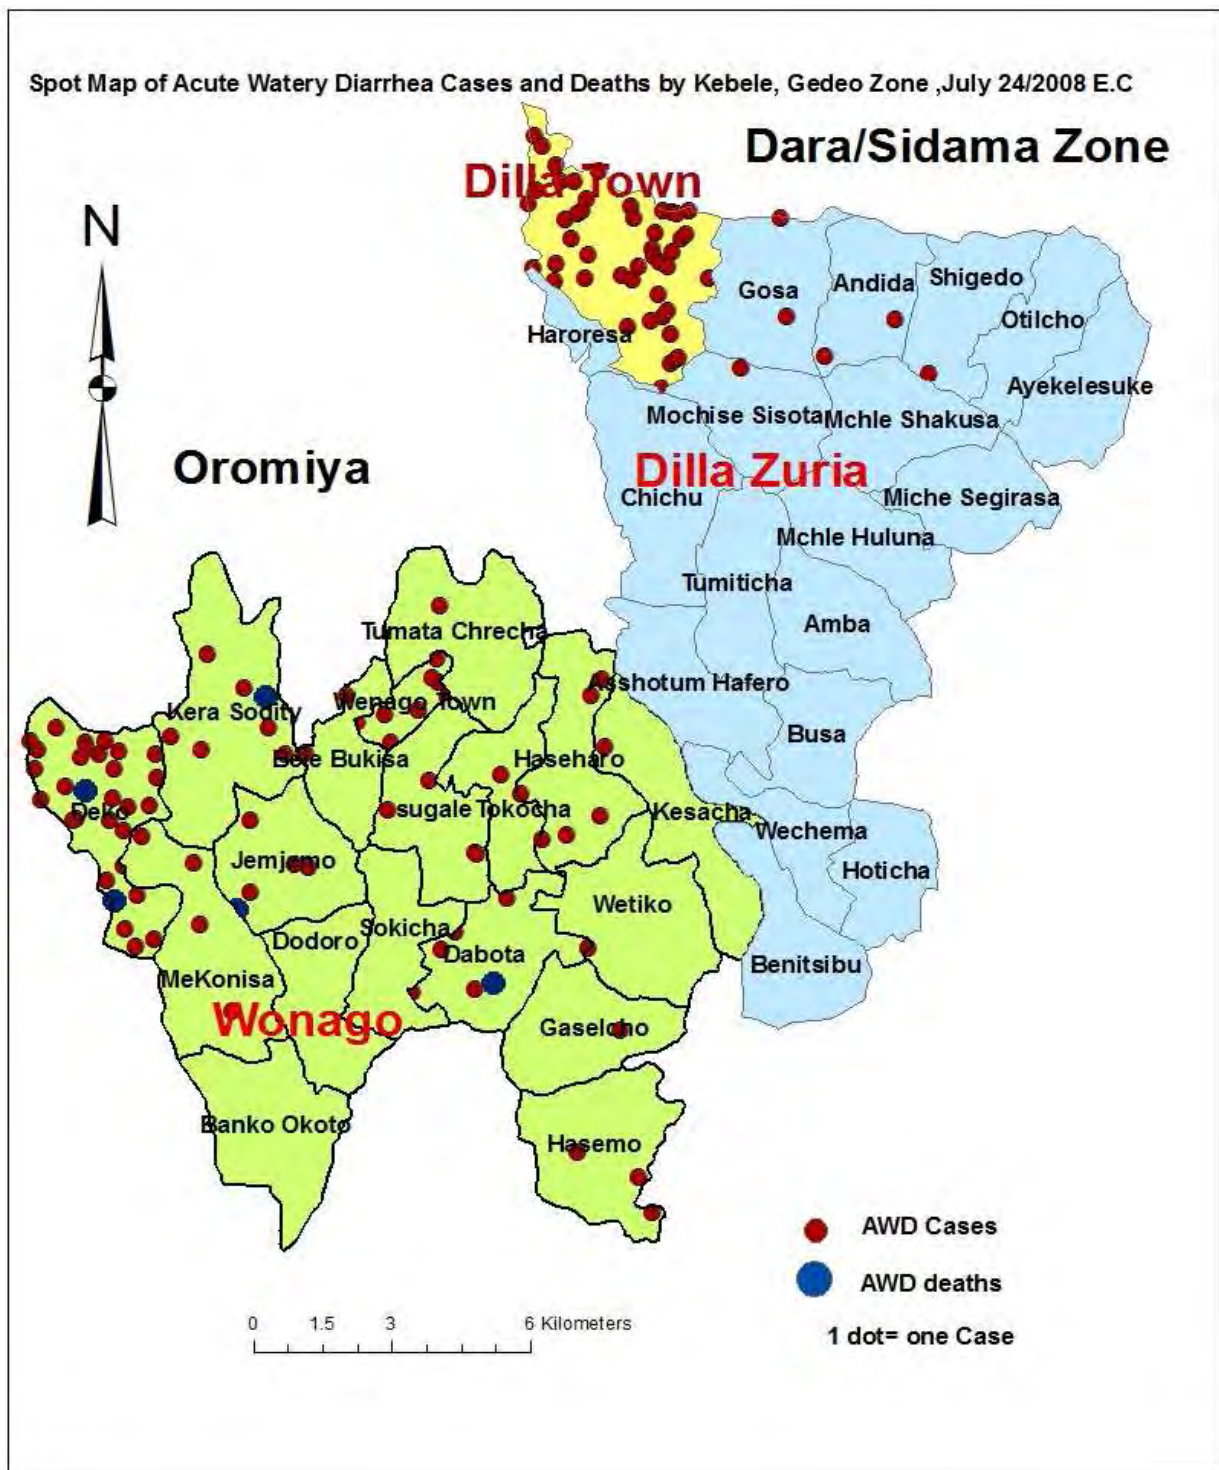 Spot Map of Acute Watery Diarrhea Cases and Deaths by Kebele, Gedeo Zone ,July 24/2008 E.C
Dara/Sidama Zone
Dilla Town
N
Gosa
Andida
Shigedo
Otilcho
Haroresa
Ayekelesuke
Mochise Sisota
Mchle Shakusa
Oromiya
Dilla Zuria
Chichu
Miche Segirasa
Mchle Huluna
Tumiticha
Amba
Tumata Chrecha
Asshotum Hafero
Wenago Town
Kera Sodity
Busa
Bele Bukisa
Haseharo
Deko
sugale
Tokocha
Kesacha
Wechema
Jemjemo
Hoticha
Wetiko
Sokicha
Dodoro
Dabota
Benitsibu
MeKonisa
Wonago
Gaselcho
Banko Okoto
Hasemo
AWD Cases
AWD deaths
1 dot= one Case
0 1.5 3 6 Kilometers